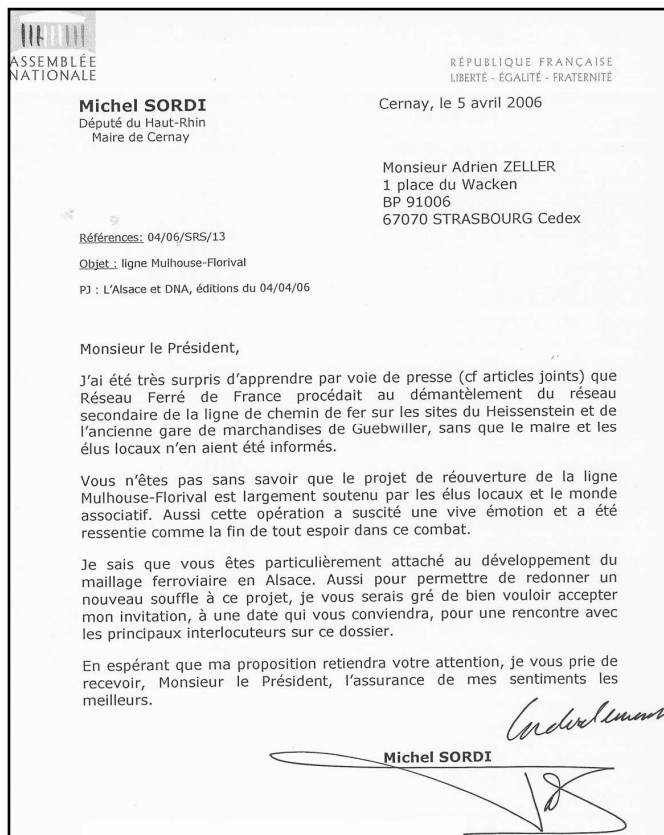 ASSEMBLÉE
NATIONALE
RÉPUBLIQUE FRANÇAISE
LIBERTÉ - ÉGALITÉ - FRATERNITÉ
Michel SORDI
Député du Haut-Rhin
Maire de Cernay
Cernay, le 5 avril 2006
Monsieur Adrien ZELLER
1 place du Wacken
BP 91006
67070 STRASBOURG Cedex
Références: 04/06/SRS/13
Objet : ligne Mulhouse-Florival
PJ : L'Alsace et DNA, éditions du 04/04/06
Monsieur le Président,
J'ai été très surpris d'apprendre par voie de presse (cf articles joints) que
Réseau Ferré de France procédait au démantèlement du réseau
secondaire de la ligne de chemin de fer sur les sites du Heissenstein et de
l'ancienne gare de marchandises de Guebwiller, sans que le maire et les
élus locaux n'en aient été informés.
Vous n'êtes pas sans savoir que le projet de réouverture de la ligne
Mulhouse-Florival est largement soutenu par les élus locaux et le monde
associatif. Aussi cette opération a suscité une vive émotion et a été
ressentie comme la fin de tout espoir dans ce combat.
Je sais que vous êtes particulièrement attaché au développement du
maillage ferroviaire en Alsace. Aussi pour permettre de redonner un
nouveau souffle à ce projet, je vous serais gré de bien vouloir accepter
mon invitation, à une date qui vous conviendra, pour une rencontre avec
les principaux interlocuteurs sur ce dossier.
En espérant que ma proposition retiendra votre attention, je vous prie de
recevoir, Monsieur le Président, l'assurance de mes sentiments les
meilleurs.
Cordialement
Michel SORDI